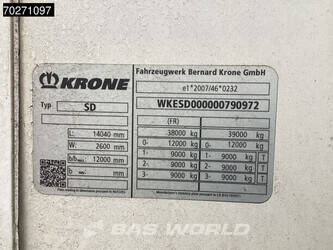 70271097
KRONE
Fahrzeugwerk Bernard Krone GmbH
e1*2007/46*0232
Typ SD
WKESD000000790972
(FR)
L: 14040 mm
W: 2600 mm
12000 mm
b mm
38000 kg 39000 kg
0- 12000 kg 0- 12000 kg
1- 9000 kg 1- 9000 kg T
2- 9000 kg 2- 9000 kg T
3- 9000 kg 3- 9000 kg T
BAS WORLD